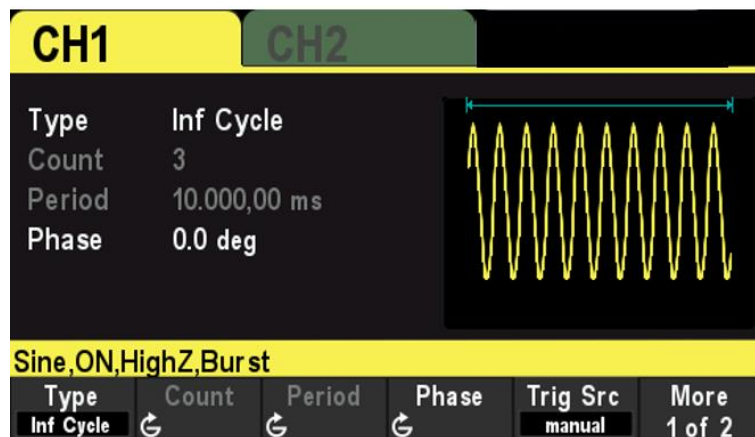 CH1 CH2
Type Inf Cycle
Count 3
Period 10.000,00 ms
Phase 0.0 deg
Sine,ON,HighZ,Burst
Type Count Period Phase Trig Src More
Inf Cycle manual 1 of 2